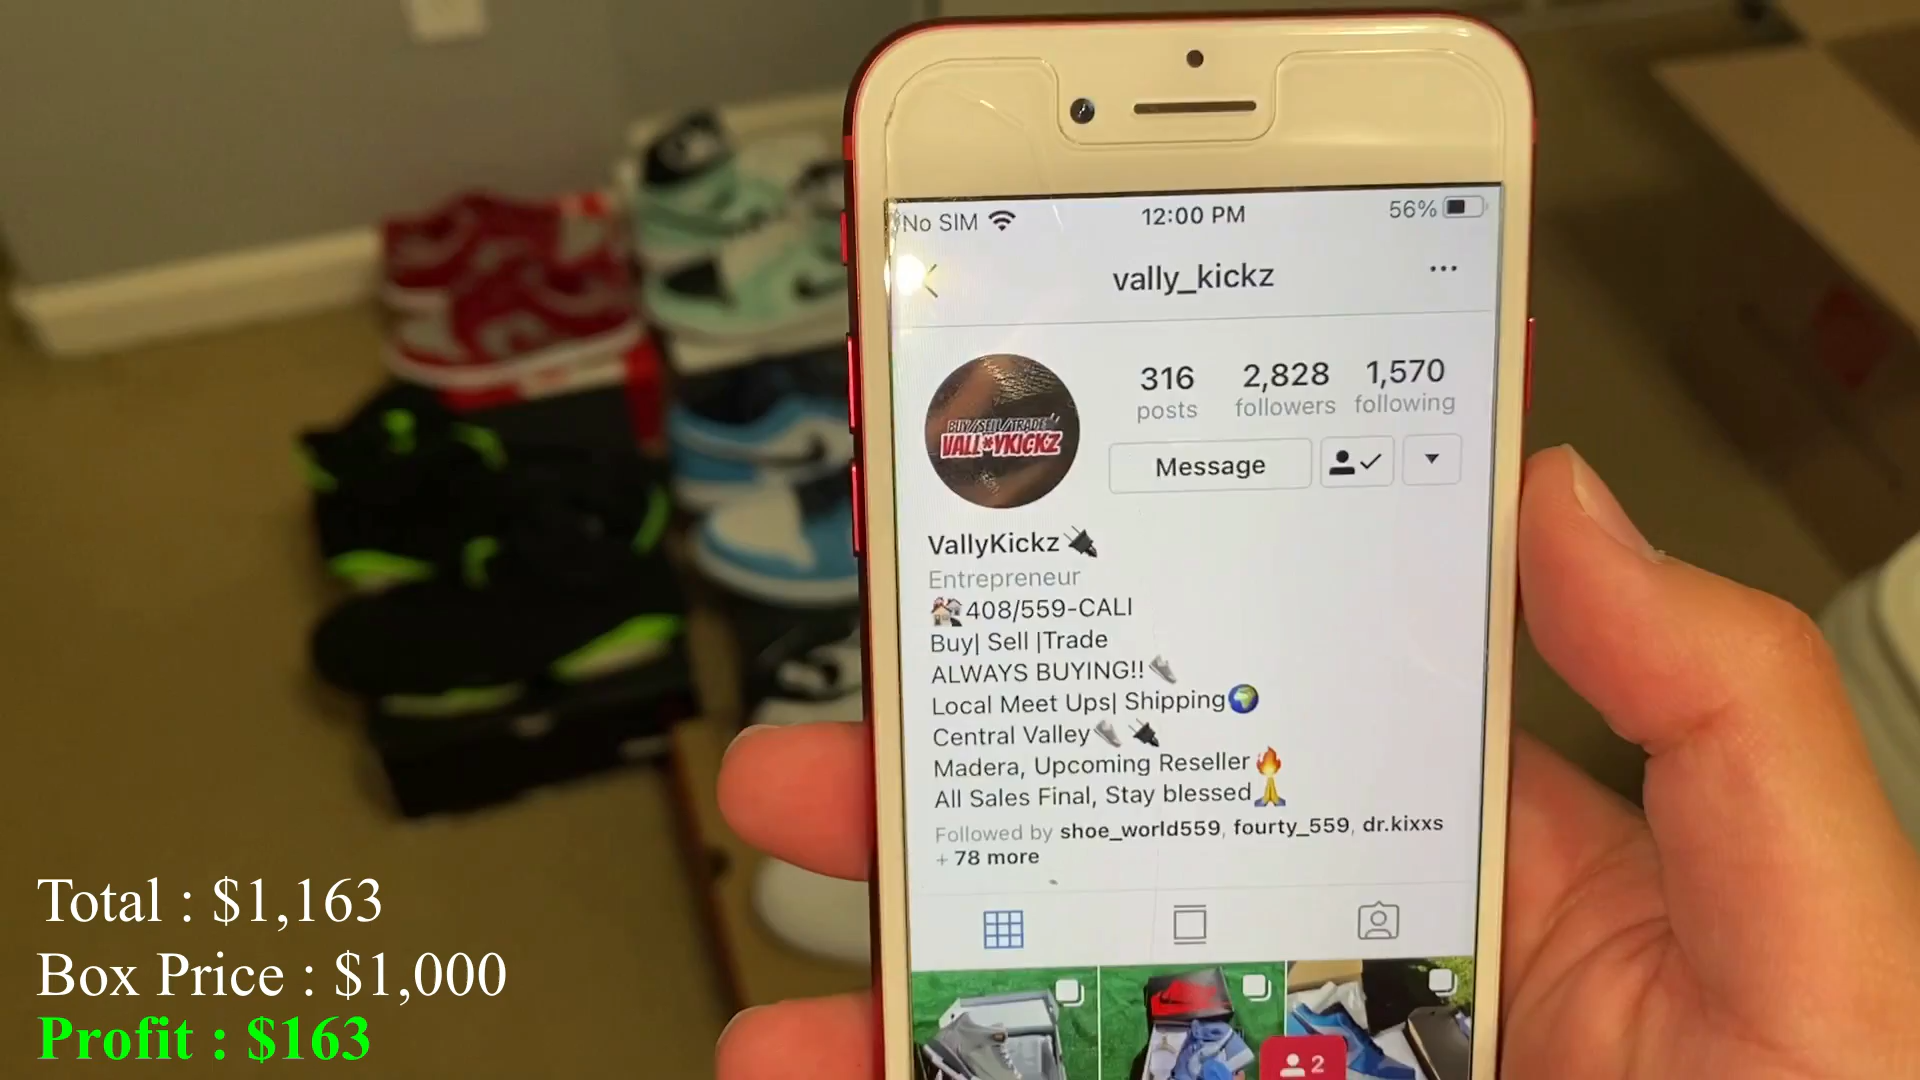 No SIM 12:00 PM 56%
vally_kickz
316 2,828 1,570
posts followers following
BUY/SELL/TRADE
VALL*YKICKZ
Message
VallyKickz
Entrepreneur
408/559-CALI
Buy| Sell |Trade
ALWAYS BUYING!!
Local Meet Ups| Shipping
Central Valley
Madera, Upcoming Reseller
All Sales Final, Stay blessed
Followed by shoe_world559, fourty_559, dr.kixxs
+ 78 more
2
Total : $1,163
Box Price : $1,000
Profit : $163